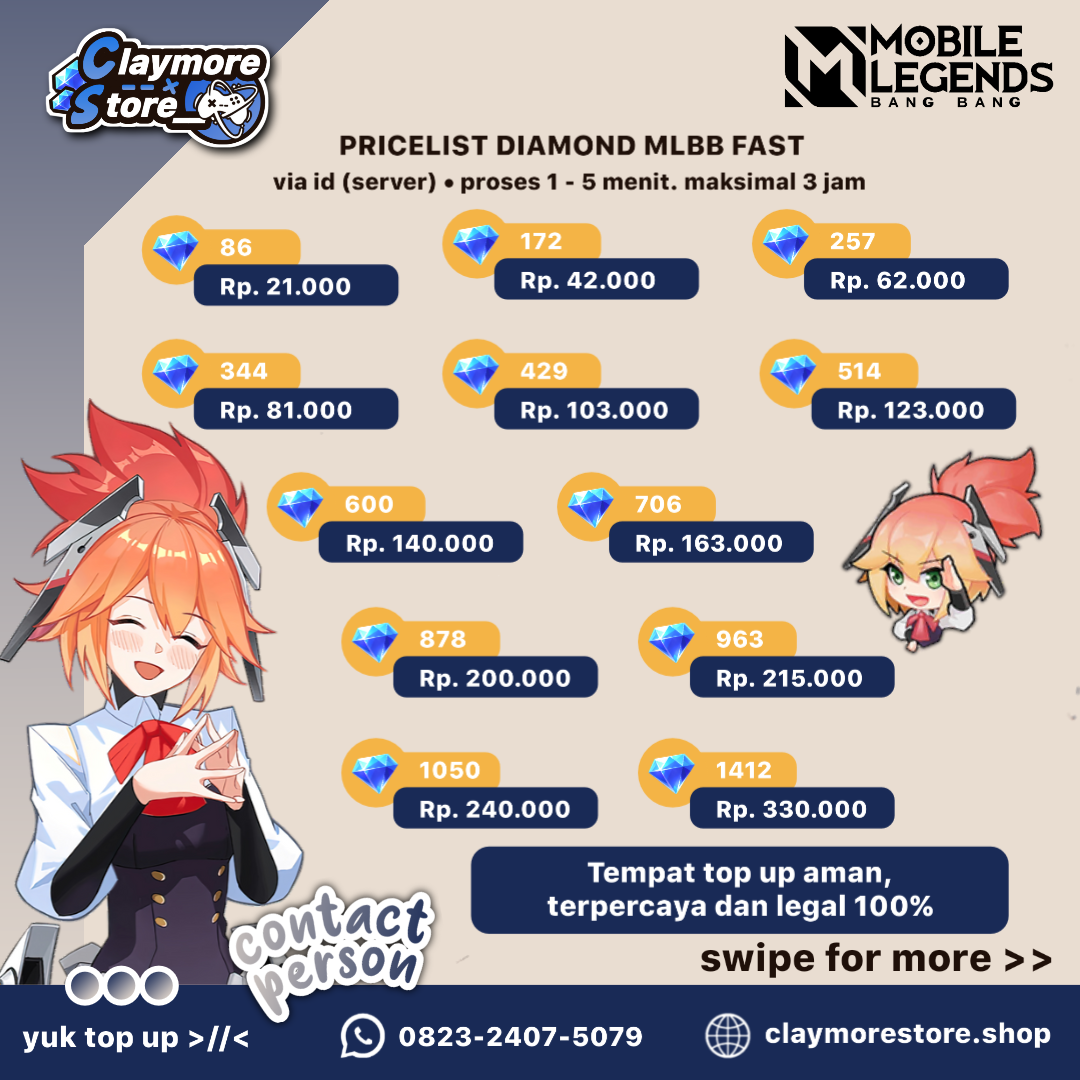 Claymore
Store_
MOBILE
LEGENDS
BANG BANG
PRICELIST DIAMOND MLBB FAST
via id (server) • proses 1 - 5 menit. maksimal 3 jam
86
Rp. 21.000
172
Rp. 42.000
257
Rp. 62.000
344
Rp. 81.000
429
Rp. 103.000
514
Rp. 123.000
600
Rp. 140.000
706
Rp. 163.000
878
Rp. 200.000
963
Rp. 215.000
1050
Rp. 240.000
1412
Rp. 330.000
Tempat top up aman,
terpercaya dan legal 100%
contact
person
swipe for more >>
yuk top up >//<
0823-2407-5079
claymorestore.shop